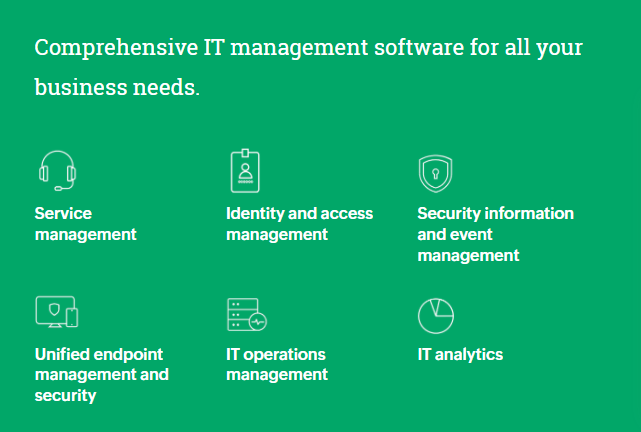 Comprehensive IT management software for all your
business needs.
Service
management
Identity and access
management
Security information
and event
management
Unified endpoint
management and
security
IT operations
management
IT analytics